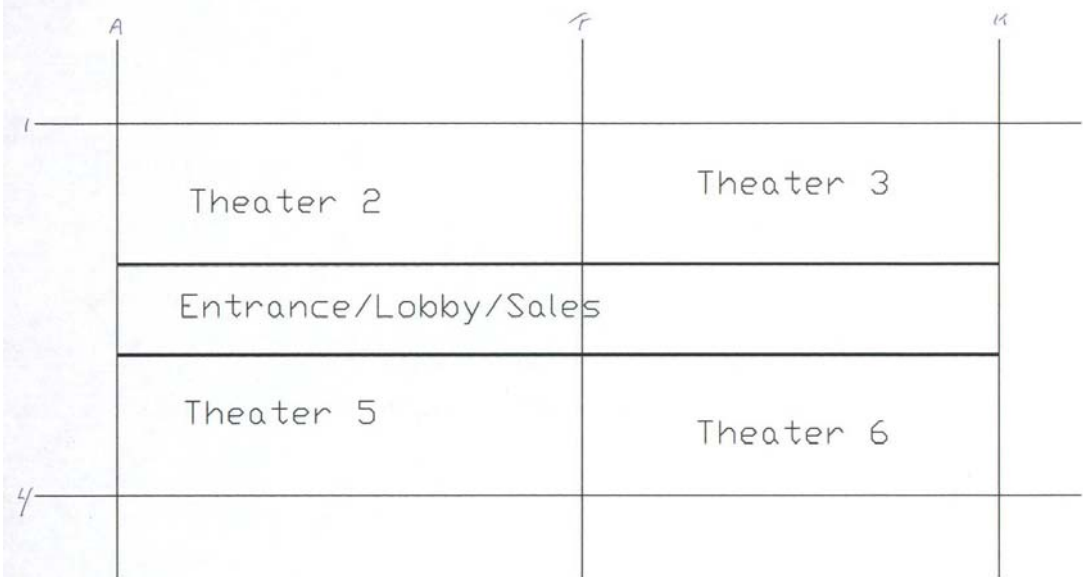 A
K
1
Theater 2
Theater 3
Entrance/Lobby/Sales
Theater 5
Theater 6
4